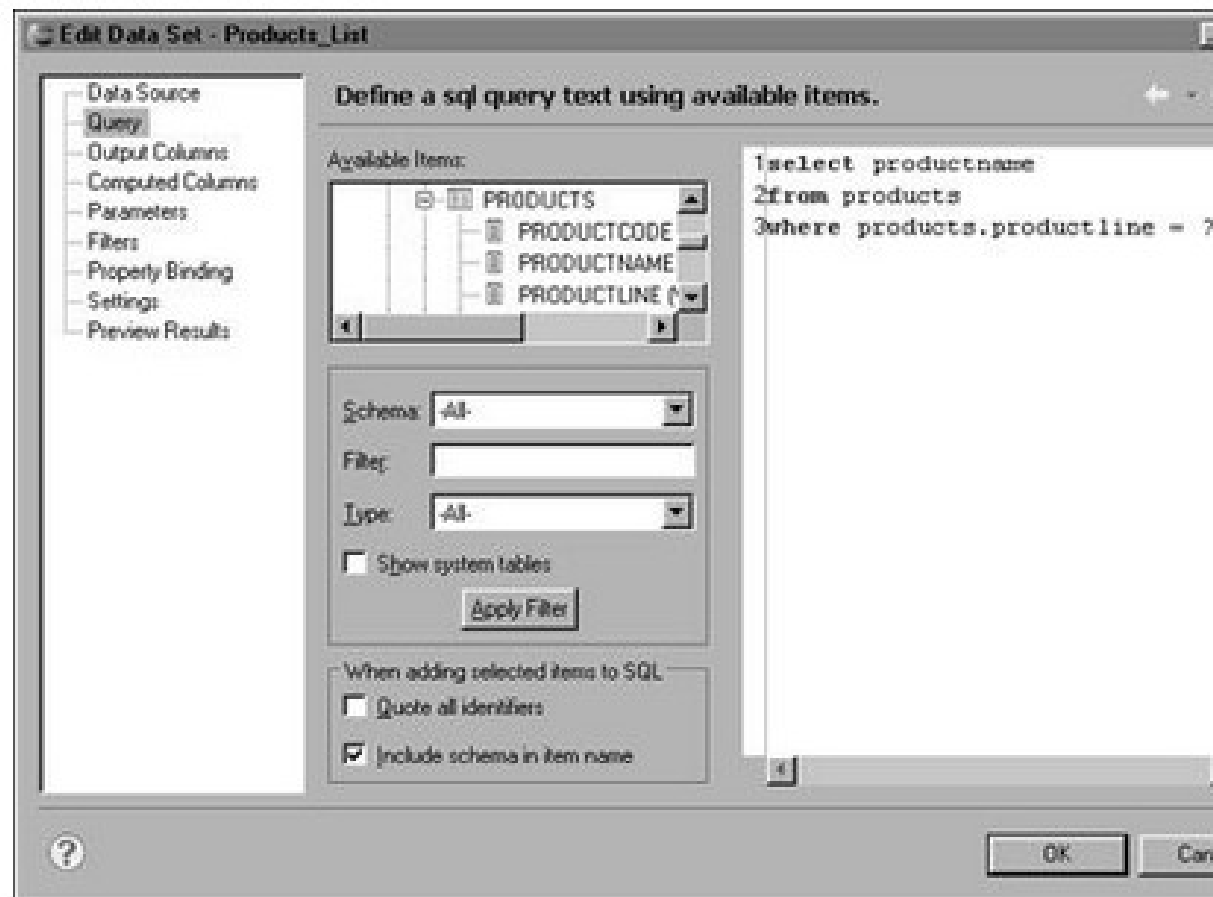 Edit Data Set - Products_List
Data Source
Query
Output Columns
Computed Columns
Parameters
Filters
Property Binding
Settings
Preview Results
Define a sql query text using available items.
Available Items:
PRODUCTS
PRODUCTCODE
PRODUCTNAME
PRODUCTLINE (
Schema: -All-
Filter:
Type: -All-
Show system tables
Apply Filter
When adding selected items to SQL
Quote all identifiers
Include schema in item name
1select productname
2from products
3where products.productline = ?
?
OK
Can